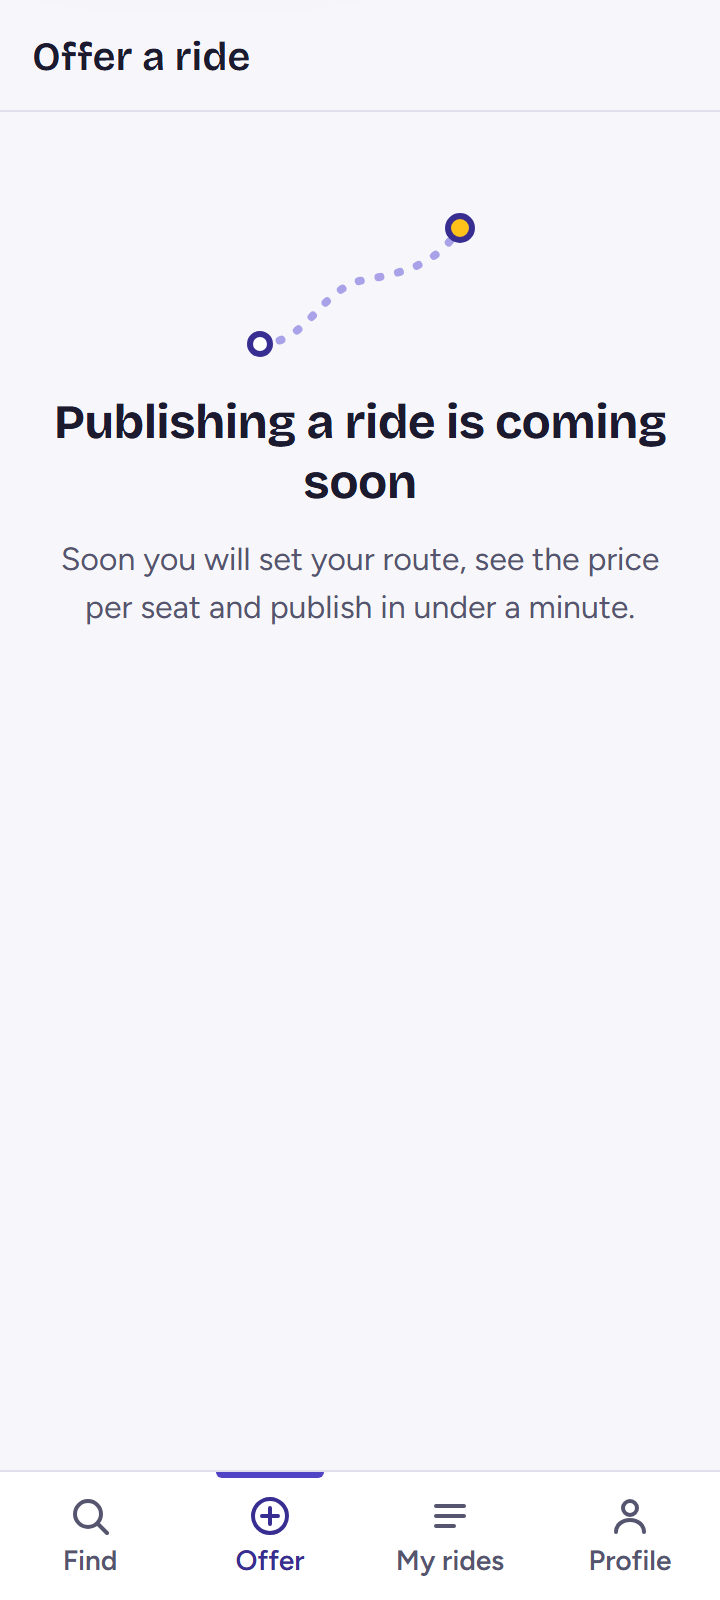 Offer a ride
Publishing a ride is coming
soon
Soon you will set your route, see the price
per seat and publish in under a minute.
Find
Offer
My rides
Profile